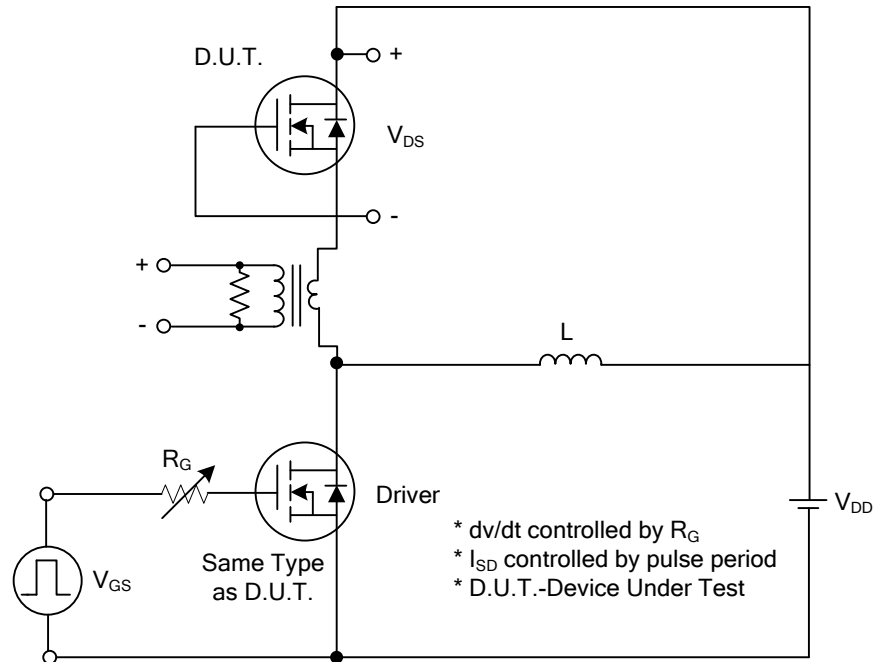 D.U.T.
+
V_DS
-
+
-
L
R_G
Driver
V_DD
V_GS
Same Type
as D.U.T.
* dv/dt controlled by R_G
* I_SD controlled by pulse period
* D.U.T.-Device Under Test